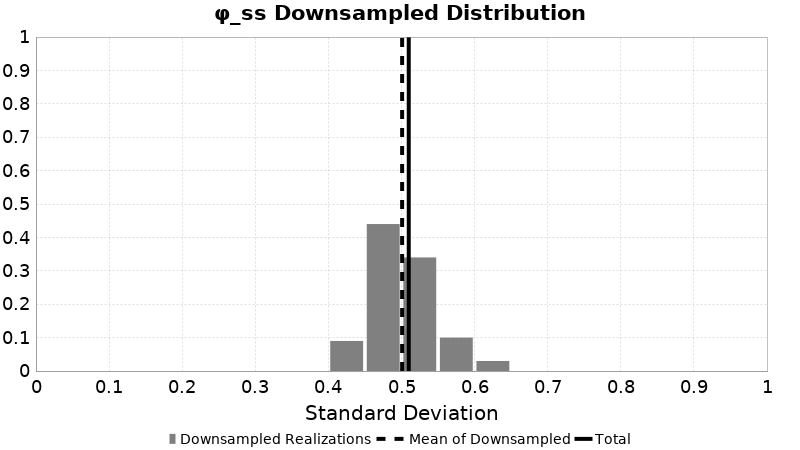 φ_ss Downsampled Distribution
1
0.9
0.8
0.7
0.6
0.5
0.4
0.3
0.2
0.1
0
0 0.1 0.2 0.3 0.4 0.5 0.6 0.7 0.8 0.9 1
Standard Deviation
Downsampled Realizations Mean of Downsampled Total